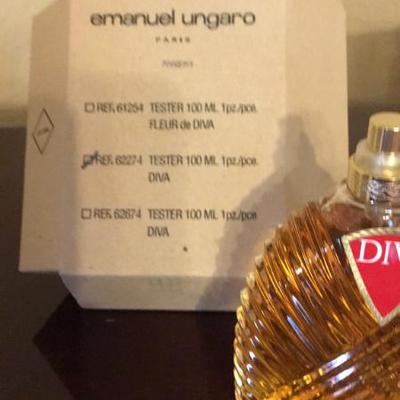 emanuel ungaro
PARIS
REF. 61254 TESTER 100 ML 1pz./pce.
FLEUR de DIVA
REF. 62274 TESTER 100 ML 1pz./pce.
DIVA
REF. 62674 TESTER 100 ML 1pz./pce
DIVA
DIV